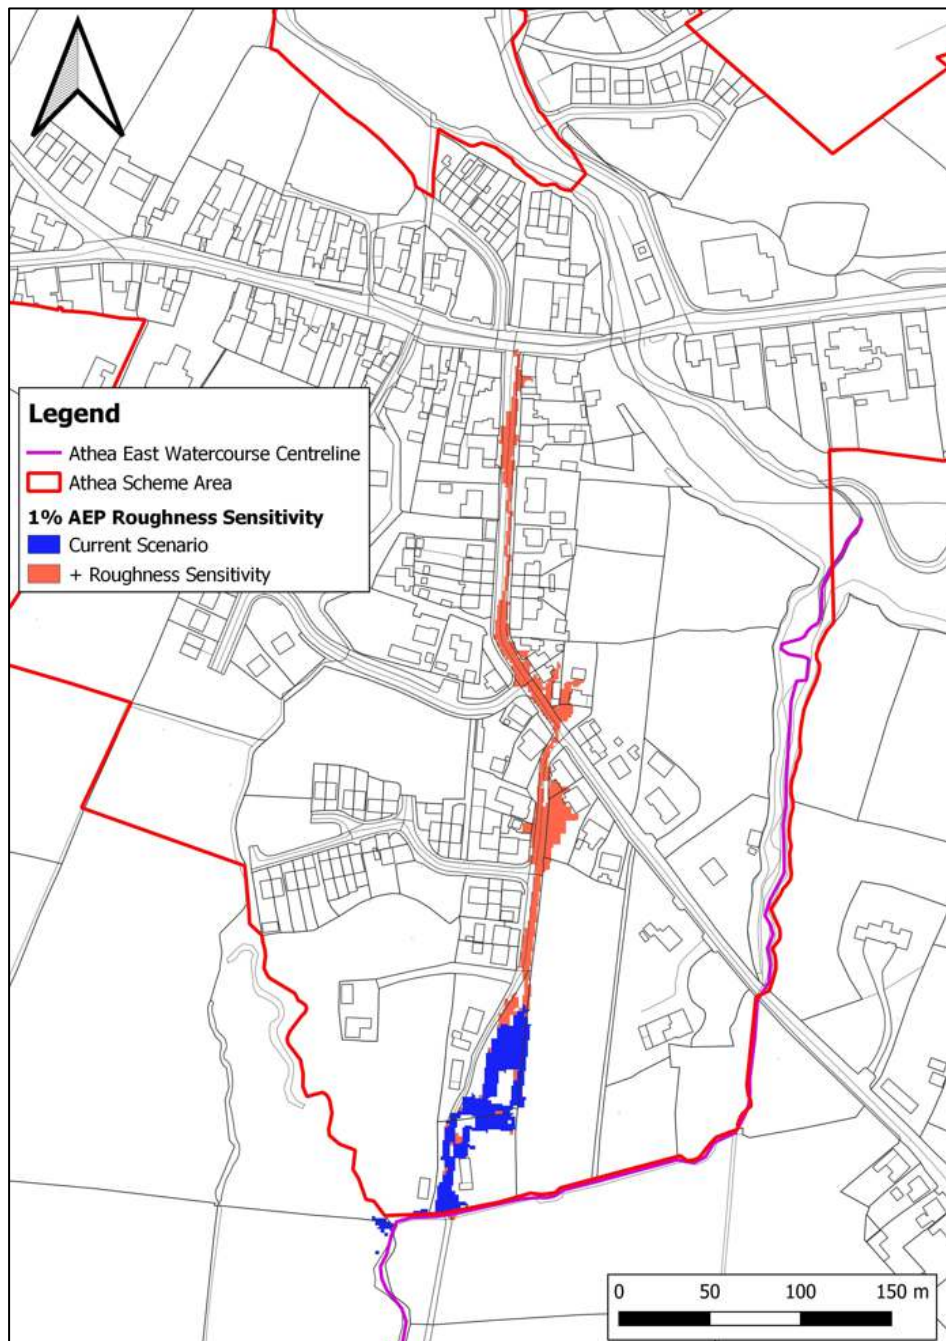 Legend
Athea East Watercourse Centreline
Athea Scheme Area
1% AEP Roughness Sensitivity
Current Scenario
+ Roughness Sensitivity
0 50 100 150 m